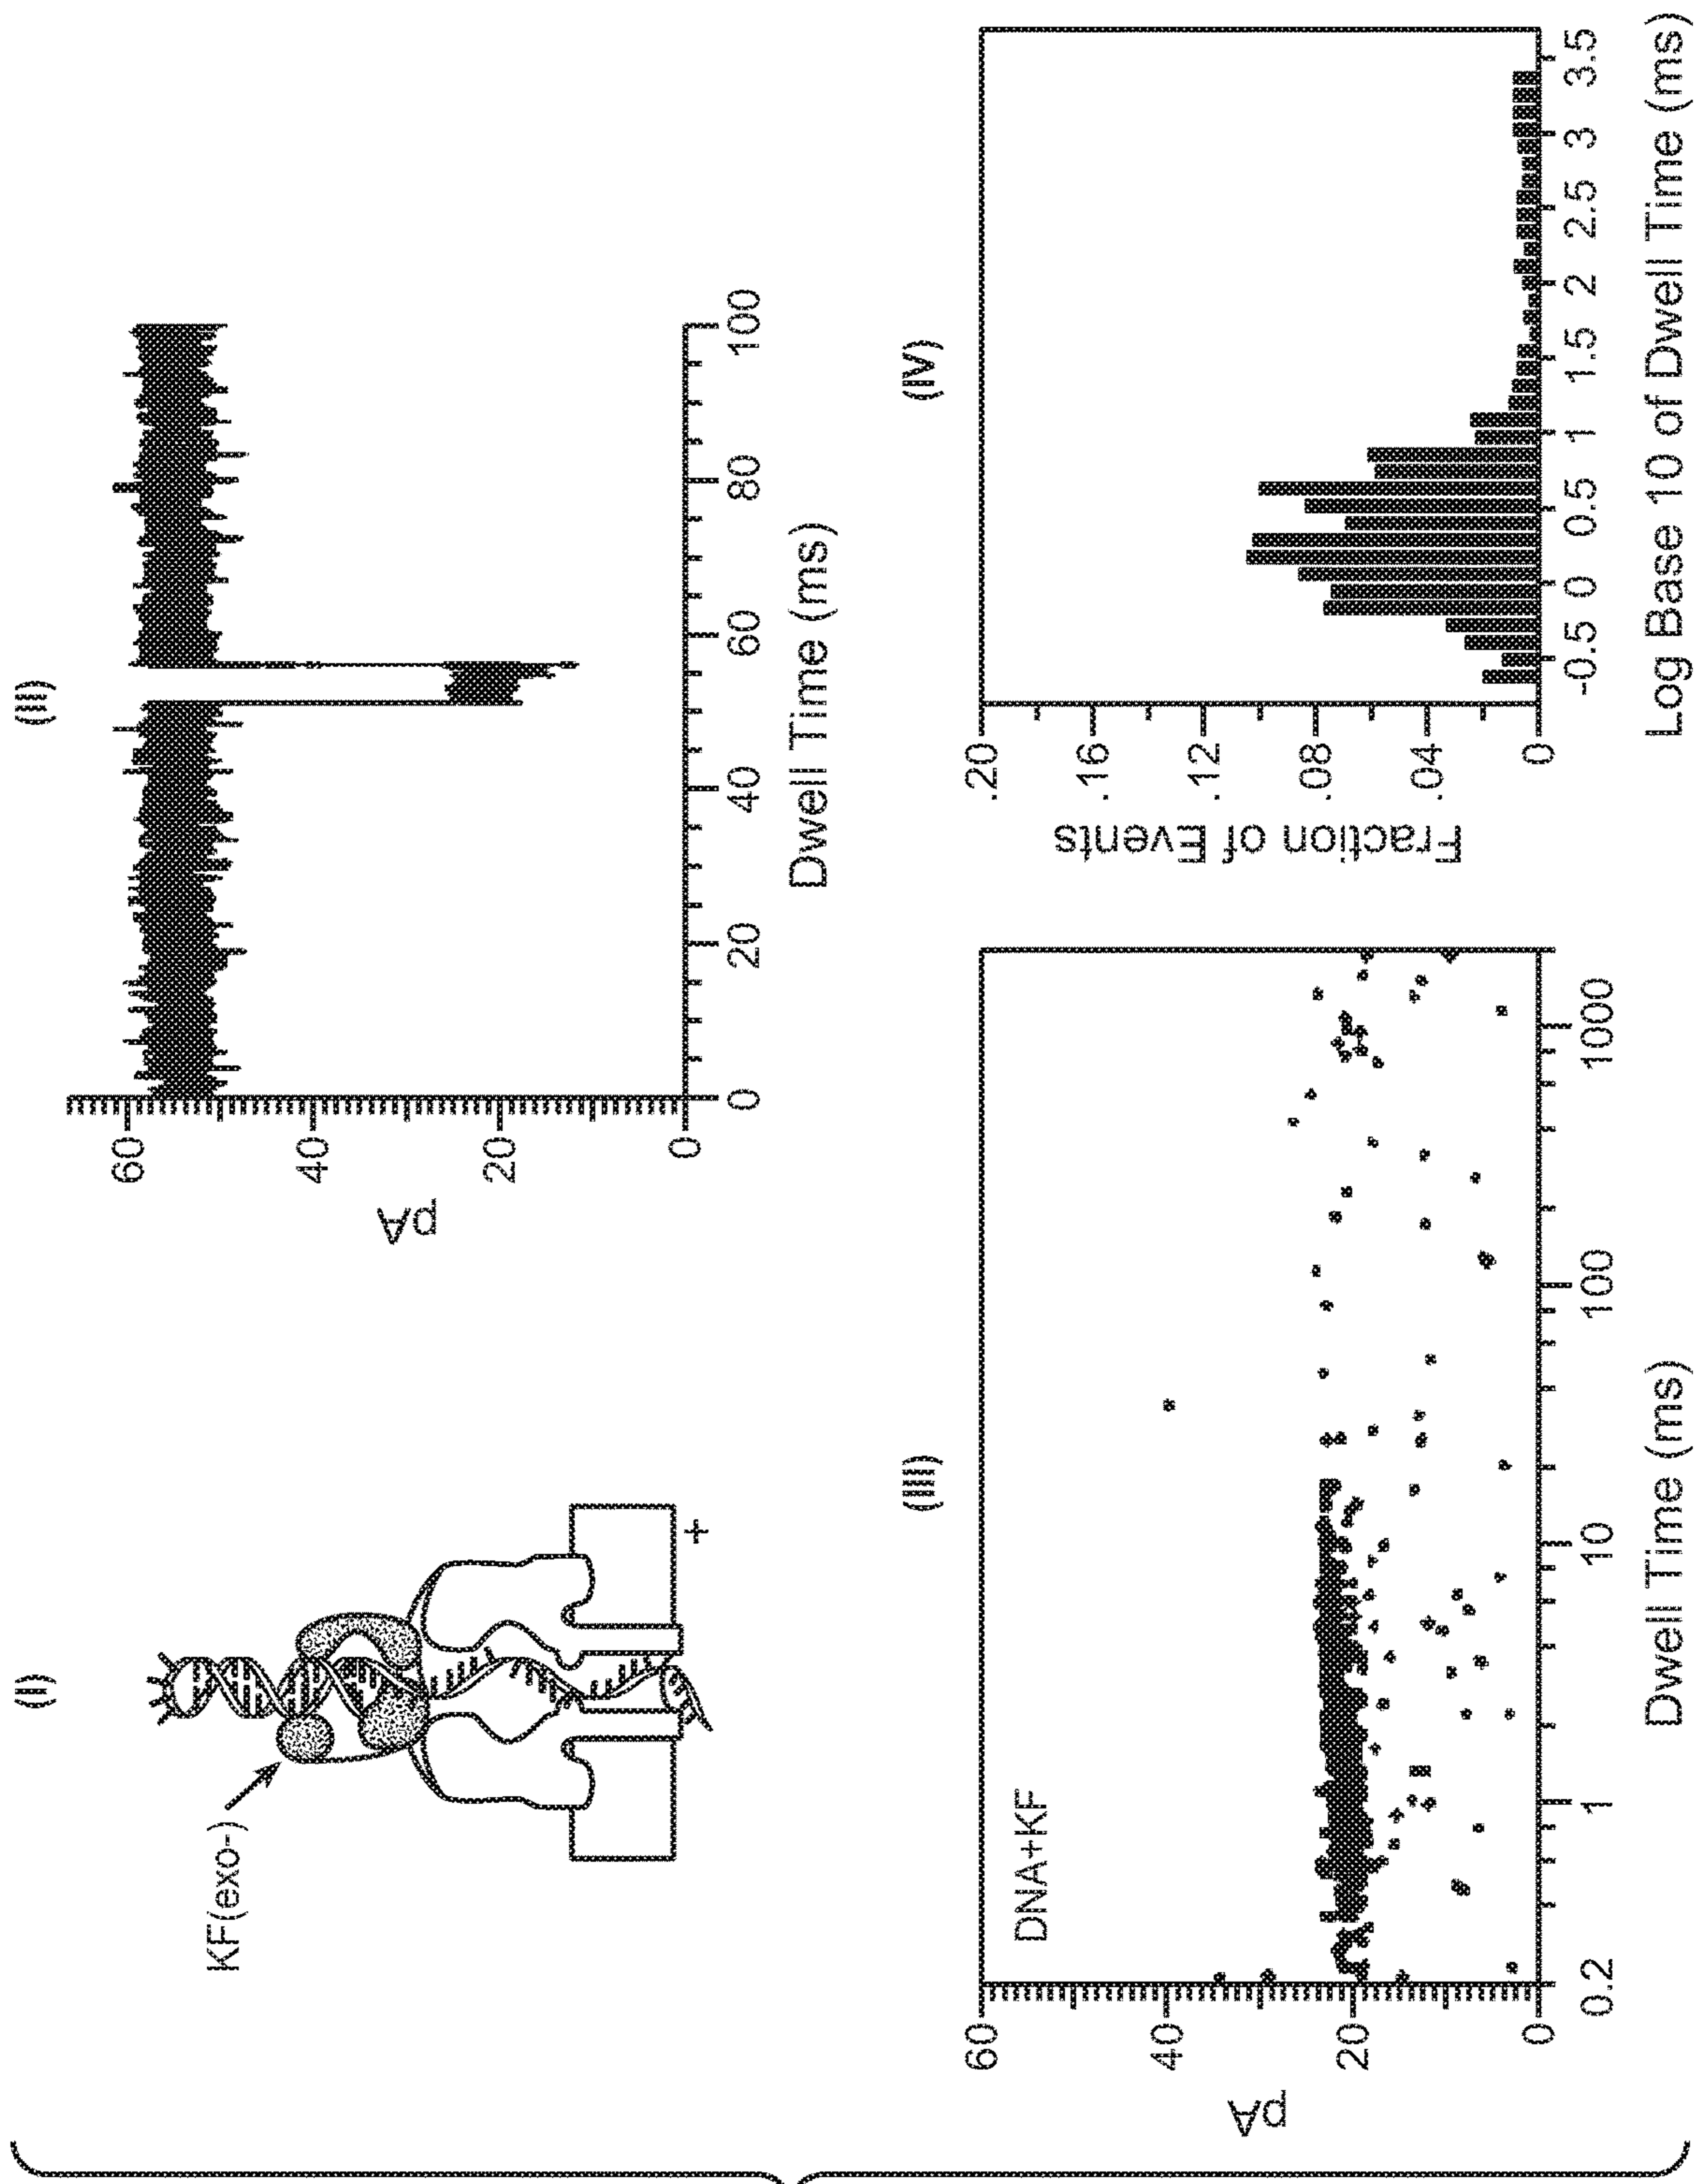 (I)
KF(exo-)
+
(II)
pA
60
40
20
0
0 20 40 60 80 100
Dwell Time (ms)
(III)
DNA+KF
pA
60
40
20
0
0.2 1 10 100 1000
Dwell Time (ms)
(IV)
Fraction of Events
.20
.16
.12
.08
.04
0
-0.5 0 0.5 1 1.5 2 2.5 3 3.5
Log Base 10 of Dwell Time (ms)